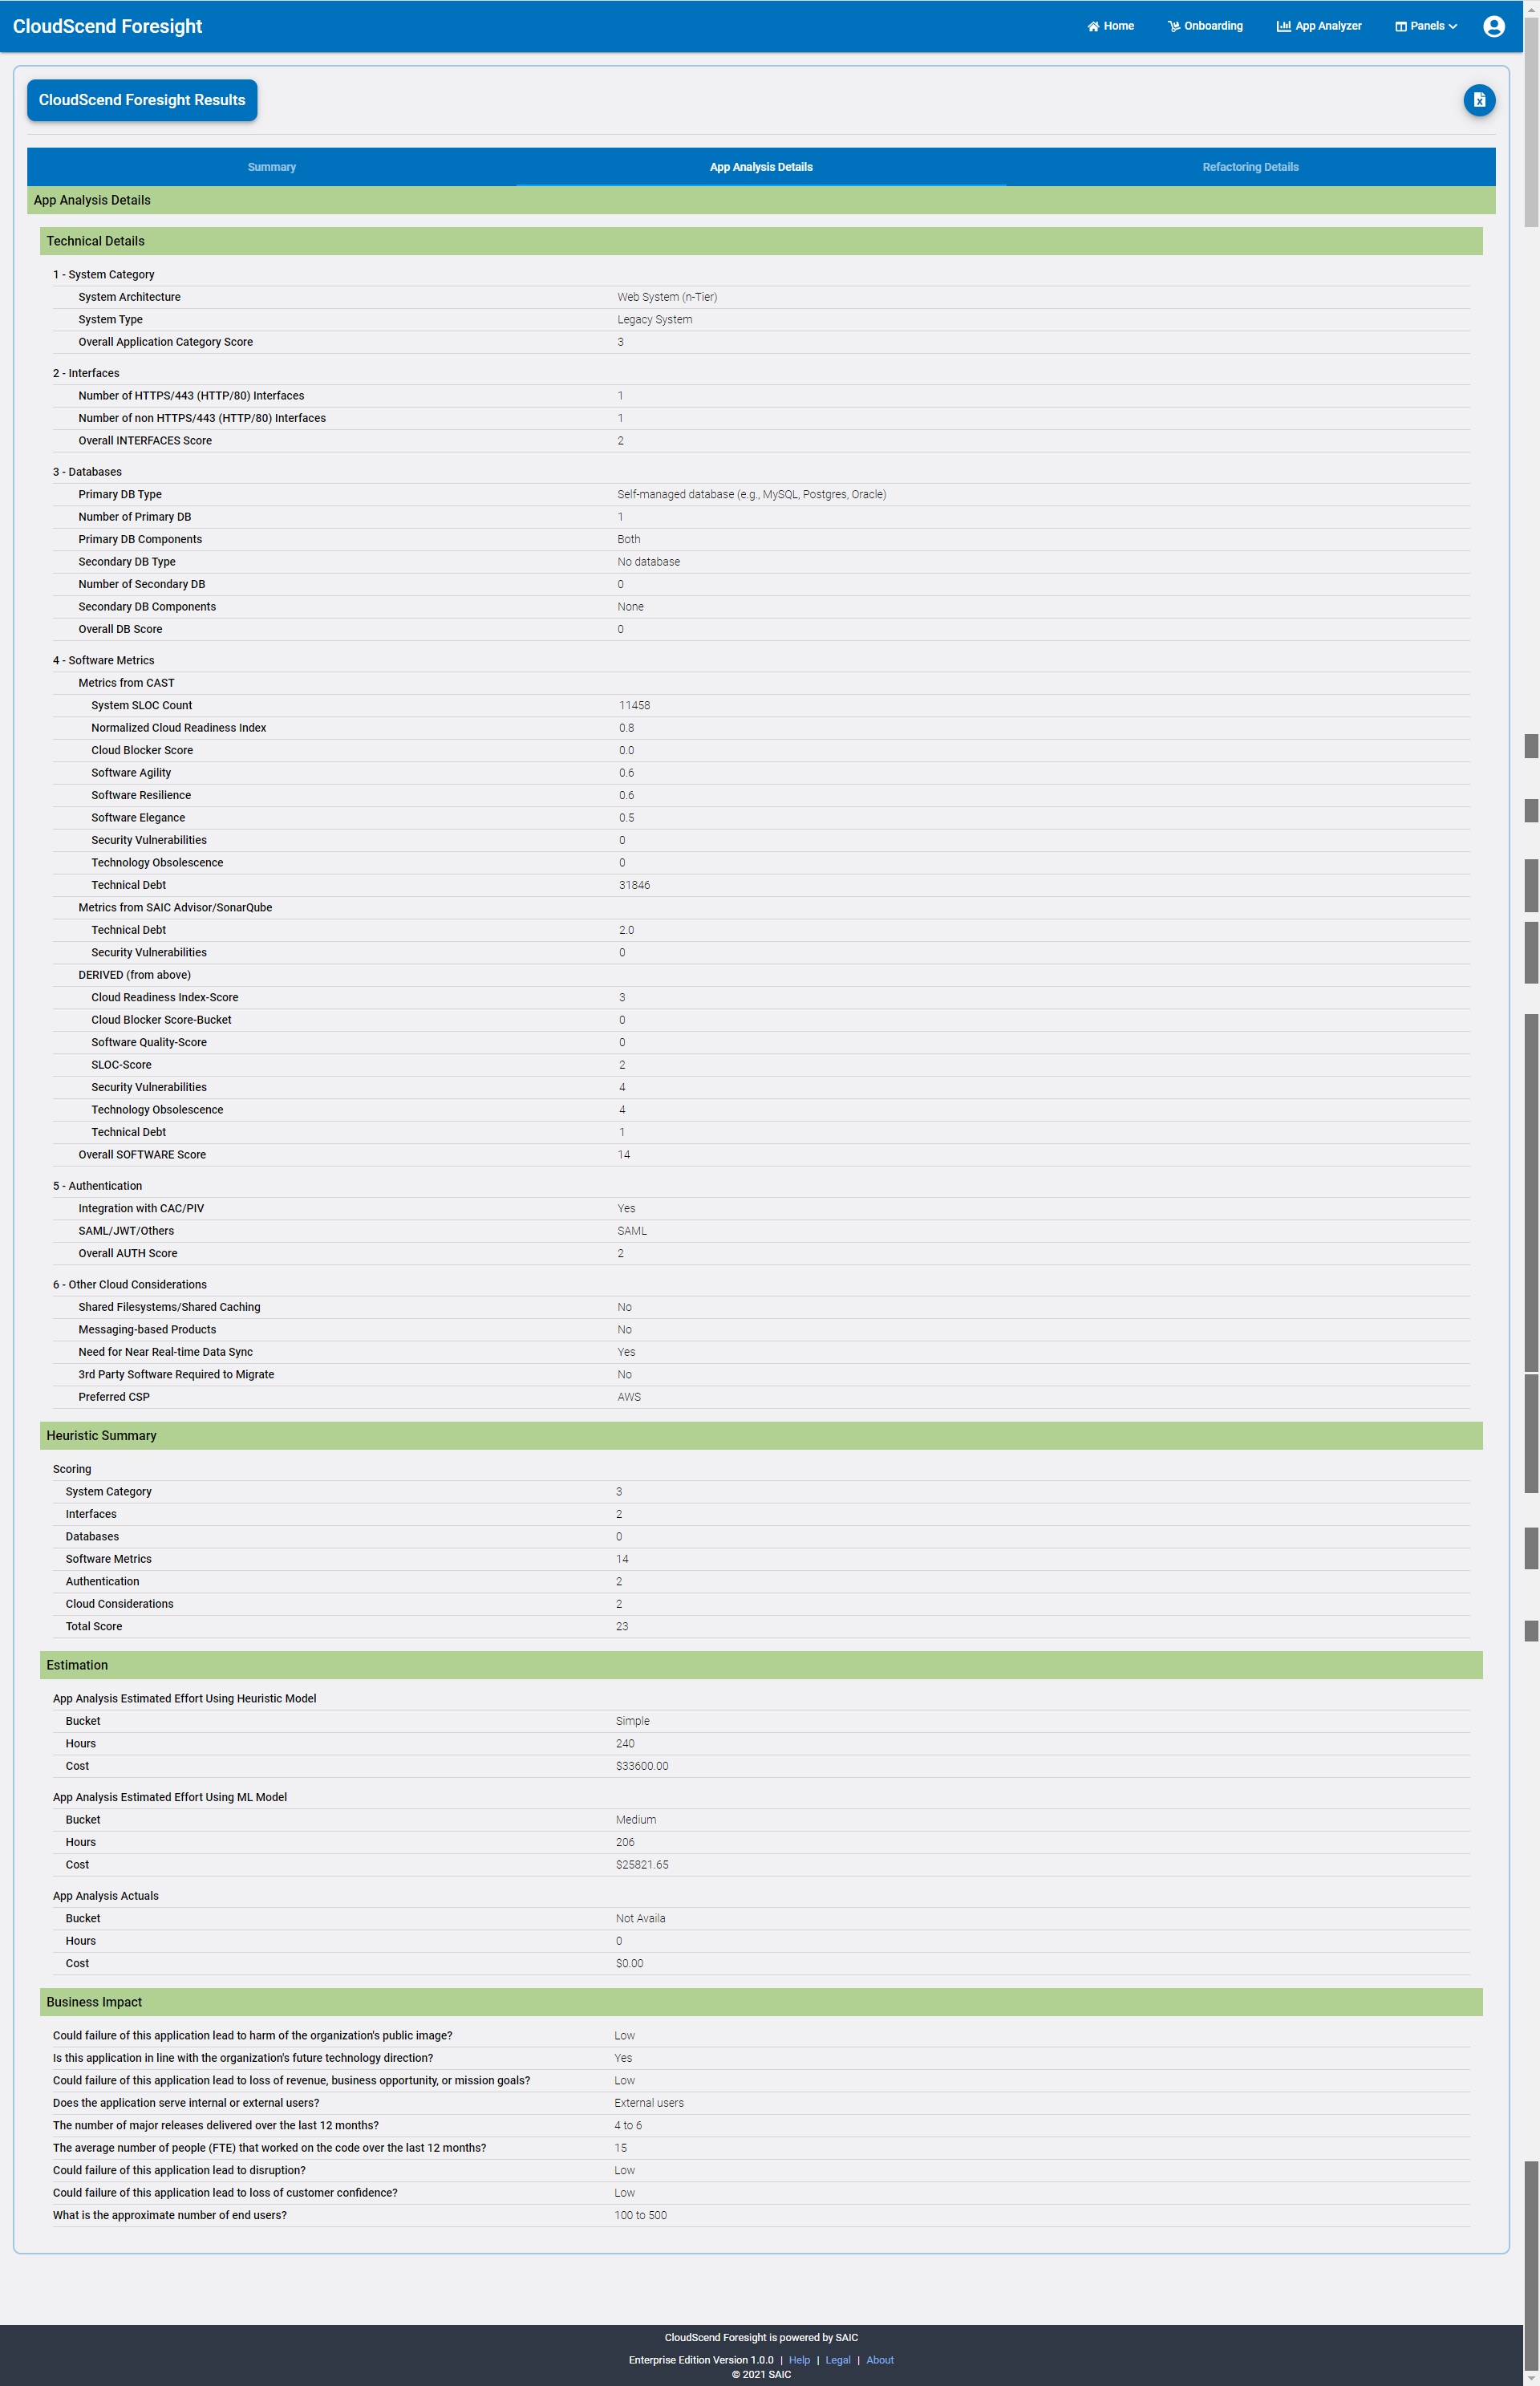 CloudScend Foresight
Home Onboarding App Analyzer Panels
CloudScend Foresight Results
Summary App Analysis Details Refactoring Details
App Analysis Details
Technical Details
1 - System Category
System Architecture Web System (n-Tier)
System Type Legacy System
Overall Application Category Score 3
2 - Interfaces
Number of HTTPS/443 (HTTP/80) Interfaces 1
Number of non HTTPS/443 (HTTP/80) Interfaces 1
Overall INTERFACES Score 2
3 - Databases
Primary DB Type Self-managed database (e.g., MySQL, Postgres, Oracle)
Number of Primary DB 1
Primary DB Components Both
Secondary DB Type No database
Number of Secondary DB 0
Secondary DB Components None
Overall DB Score 0
4 - Software Metrics
Metrics from CAST
System SLOC Count 11458
Normalized Cloud Readiness Index 0.8
Cloud Blocker Score 0.0
Software Agility 0.6
Software Resilience 0.6
Software Elegance 0.5
Security Vulnerabilities 0
Technology Obsolescence 0
Technical Debt 31846
Metrics from SAIC Advisor/SonarQube
Technical Debt 2.0
Security Vulnerabilities 0
DERIVED (from above)
Cloud Readiness Index-Score 3
Cloud Blocker Score-Bucket 0
Software Quality-Score 0
SLOC-Score 2
Security Vulnerabilities 4
Technology Obsolescence 4
Technical Debt 1
Overall SOFTWARE Score 14
5 - Authentication
Integration with CAC/PIV Yes
SAML/JWT/Others SAML
Overall AUTH Score 2
6 - Other Cloud Considerations
Shared Filesystems/Shared Caching No
Messaging-based Products No
Need for Near Real-time Data Sync Yes
3rd Party Software Required to Migrate No
Preferred CSP AWS
Heuristic Summary
Scoring
System Category 3
Interfaces 2
Databases 0
Software Metrics 14
Authentication 2
Cloud Considerations 2
Total Score 23
Estimation
App Analysis Estimated Effort Using Heuristic Model
Bucket Simple
Hours 240
Cost $33600.00
App Analysis Estimated Effort Using ML Model
Bucket Medium
Hours 206
Cost $25821.65
App Analysis Actuals
Bucket Not Availa
Hours 0
Cost $0.00
Business Impact
Could failure of this application lead to harm of the organization's public image? Low
Is this application in line with the organization's future technology direction? Yes
Could failure of this application lead to loss of revenue, business opportunity, or mission goals? Low
Does the application serve internal or external users? External users
The number of major releases delivered over the last 12 months? 4 to 6
The average number of people (FTE) that worked on the code over the last 12 months? 15
Could failure of this application lead to disruption? Low
Could failure of this application lead to loss of customer confidence? Low
What is the approximate number of end users? 100 to 500
CloudScend Foresight is powered by SAIC
Enterprise Edition Version 1.0.0 | Help | Legal | About
© 2021 SAIC